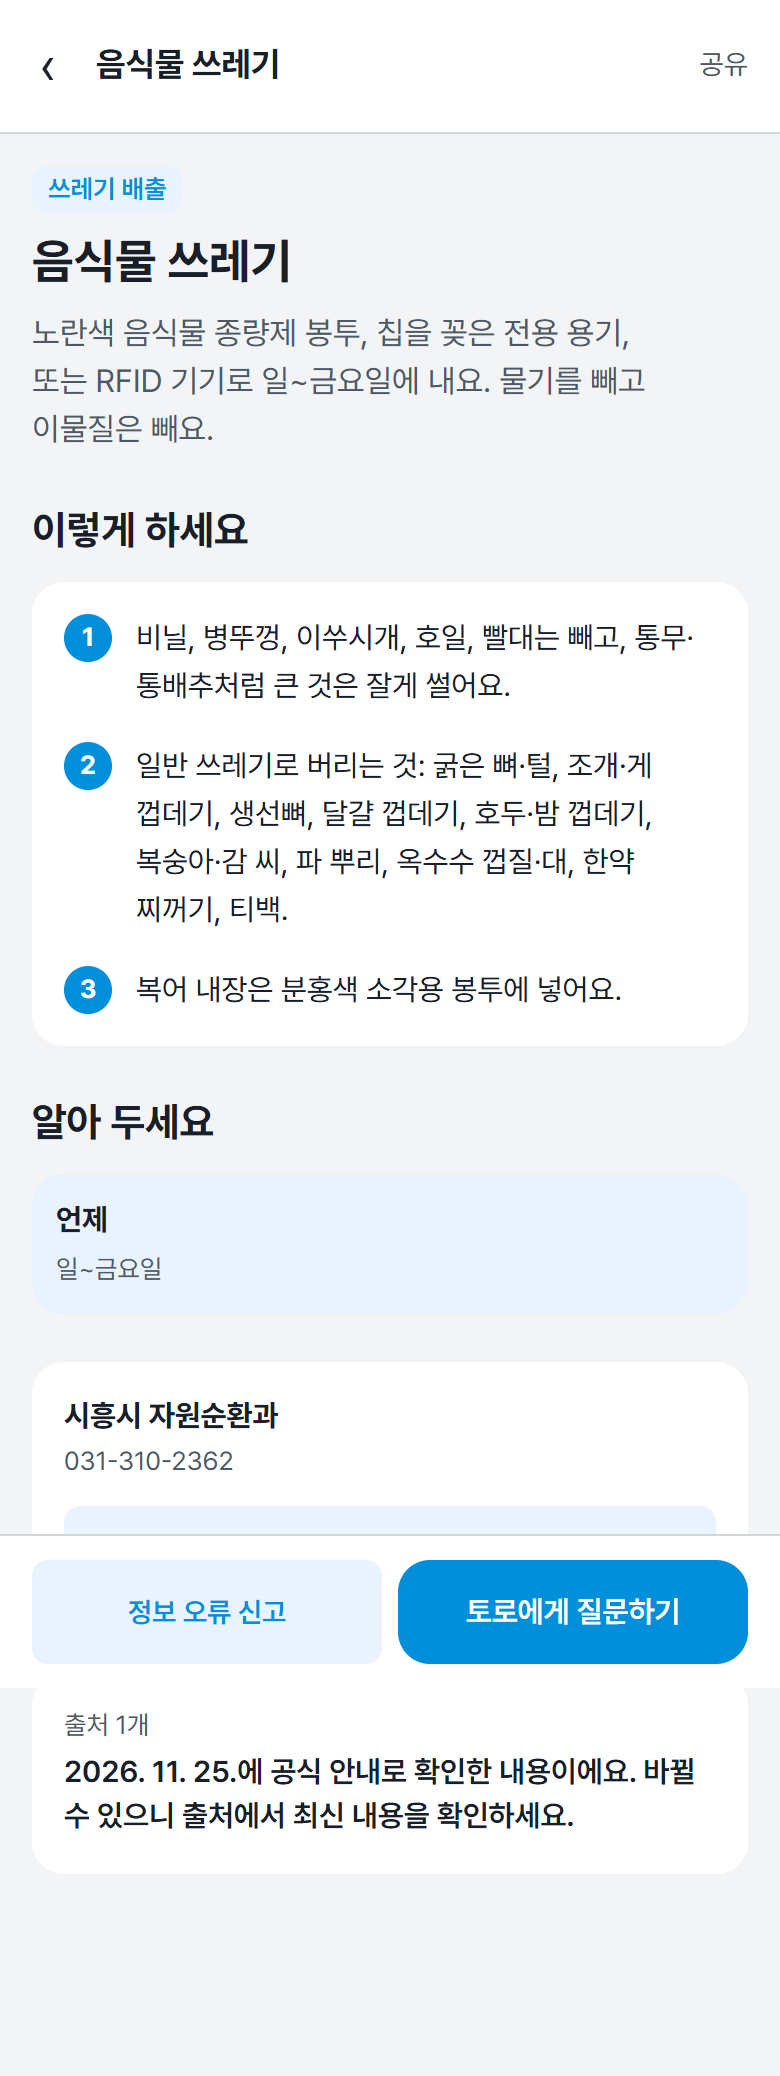 ‹ 음식물 쓰레기 공유
쓰레기 배출
음식물 쓰레기
노란색 음식물 종량제 봉투, 칩을 꽂은 전용 용기,
또는 RFID 기기로 일~금요일에 내요. 물기를 빼고
이물질은 빼요.
이렇게 하세요
1 비닐, 병뚜껑, 이쑤시개, 호일, 빨대는 빼고, 통무·
통배추처럼 큰 것은 잘게 썰어요.
2 일반 쓰레기로 버리는 것: 굵은 뼈·털, 조개·게
껍데기, 생선뼈, 달걀 껍데기, 호두·밤 껍데기,
복숭아·감 씨, 파 뿌리, 옥수수 껍질·대, 한약
찌꺼기, 티백.
3 복어 내장은 분홍색 소각용 봉투에 넣어요.
알아 두세요
언제
일~금요일
시흥시 자원순환과
031-310-2362
정보 오류 신고 토로에게 질문하기
출처 1개
2026. 11. 25.에 공식 안내로 확인한 내용이에요. 바뀔
수 있으니 출처에서 최신 내용을 확인하세요.